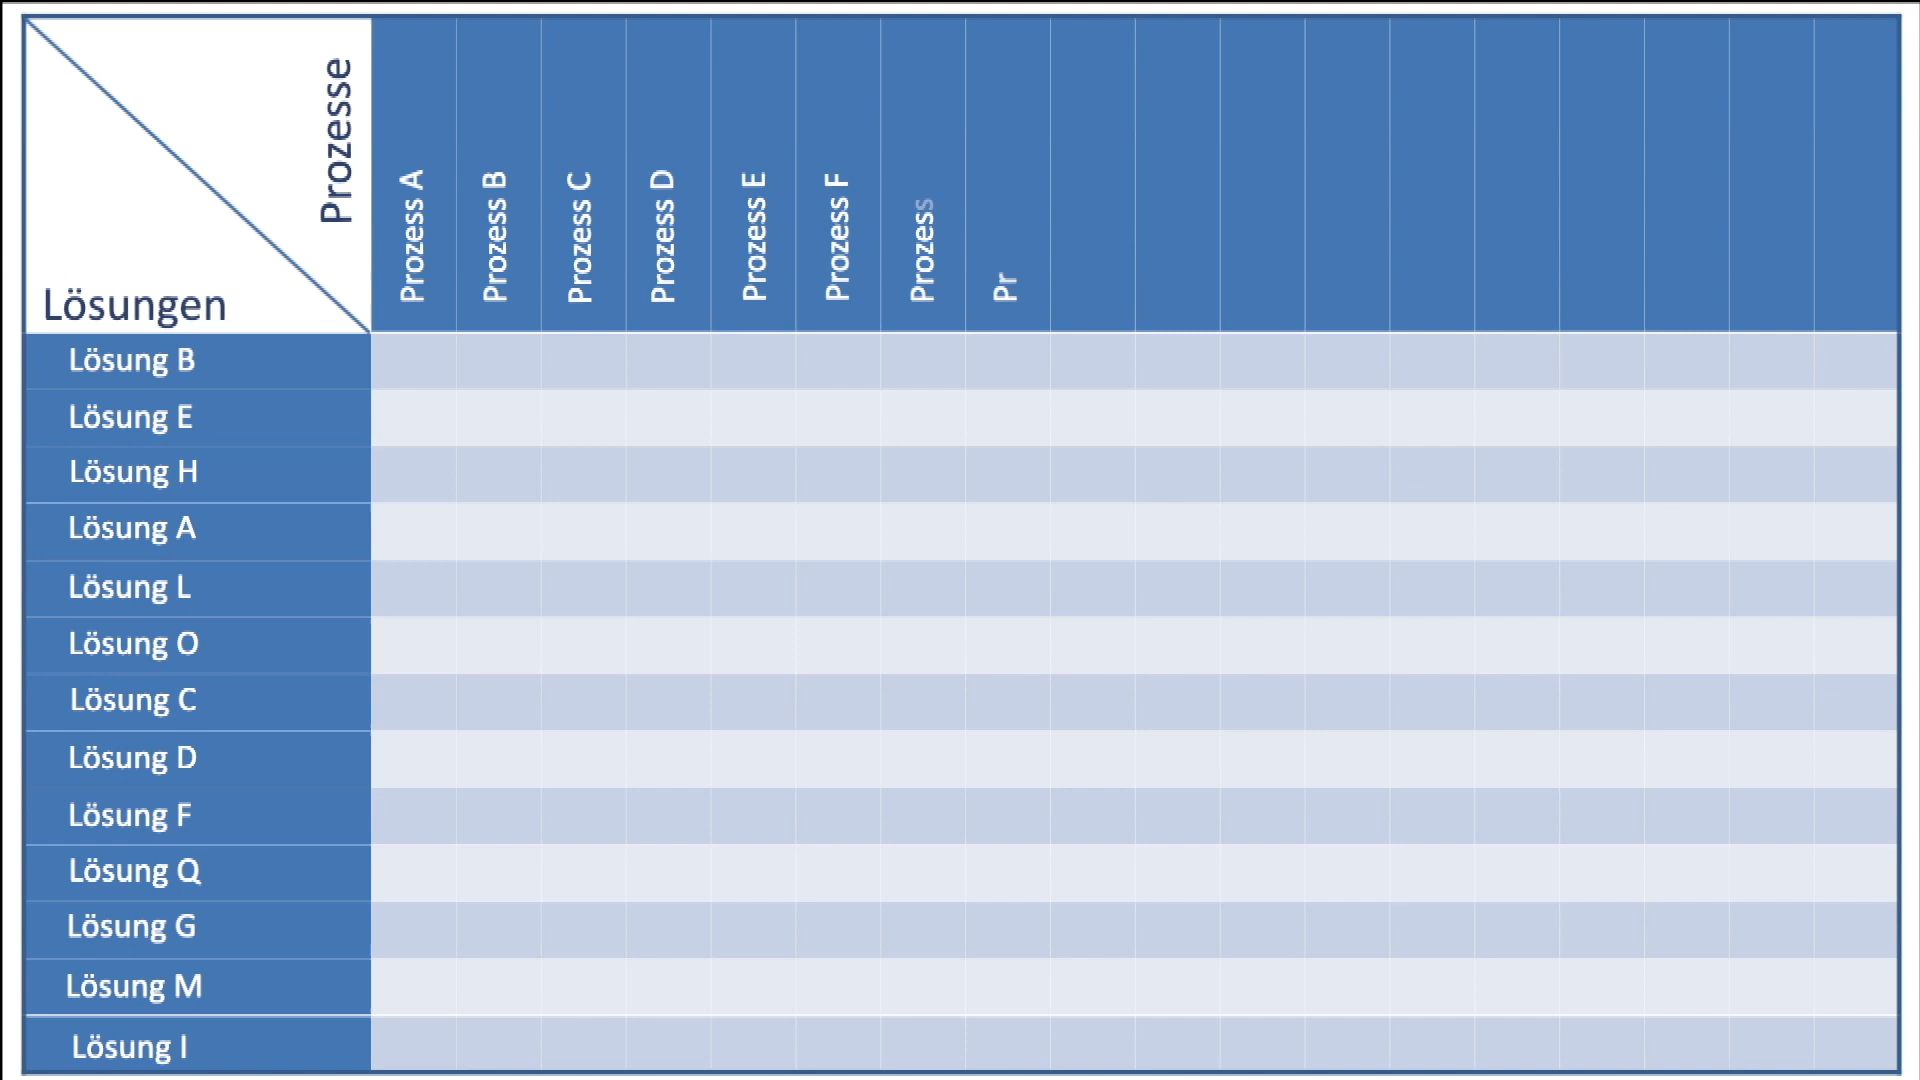 Prozesse
Lösungen
Prozess A
Prozess B
Prozess C
Prozess D
Prozess E
Prozess F
Prozess
Pr
Lösung B
Lösung E
Lösung H
Lösung A
Lösung L
Lösung O
Lösung C
Lösung D
Lösung F
Lösung Q
Lösung G
Lösung M
Lösung I